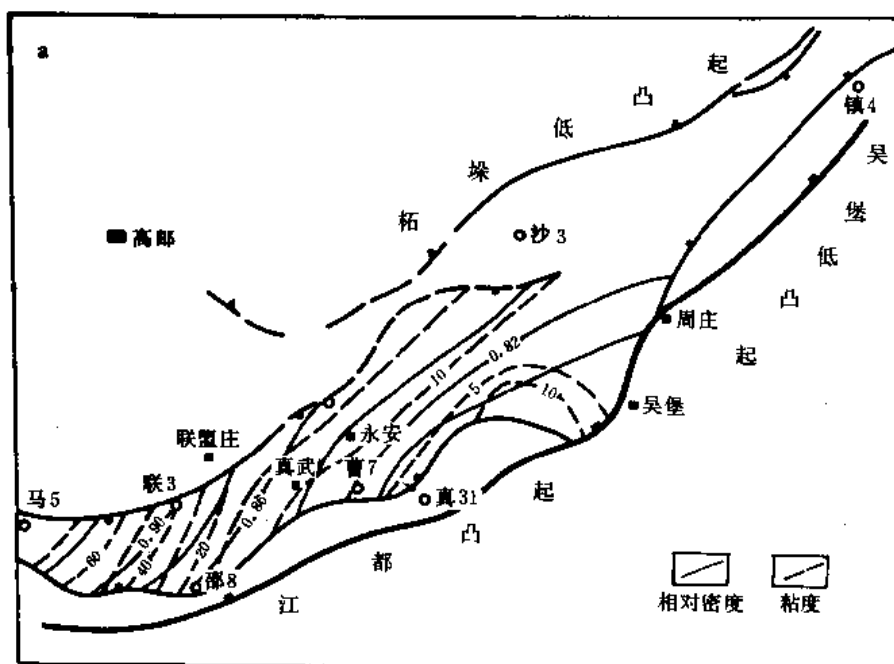 a
柘垛低凸起
镇4
吴堡低凸起
高邮
沙3
周庄
0.82
10
5
10
吴堡
联盟庄
永安
真武
曹7
0.86
联3
马5
真31
0.90
20
60
40
邵8
江都凸起
相对密度
粘度